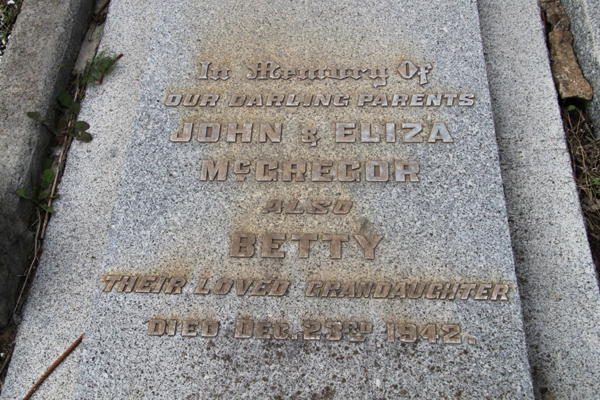 In Memory Of
OUR DARLING PARENTS
JOHN & ELIZA
McGREGOR
ALSO
BETTY
THEIR LOVED GRANDAUGHTER
DIED DEC. 23RD 1942.